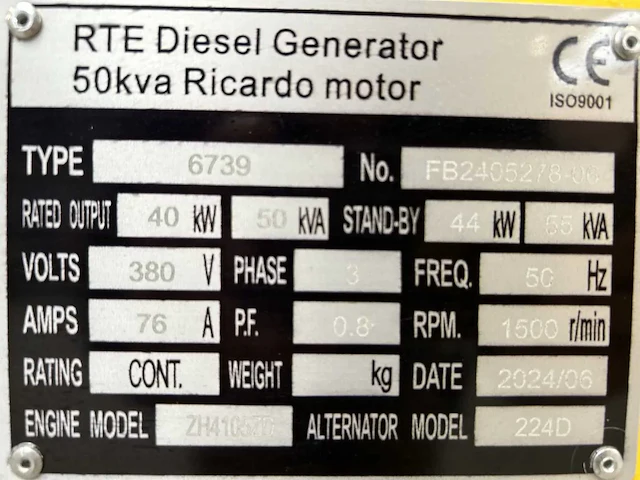 RTE Diesel Generator
50kva Ricardo motor
CE
ISO9001
TYPE 6739 No.
RATED OUTPUT 40 kW 50 kVA STAND-BY 44 kW 55 kVA
VOLTS 380 V PHASE 3 FREQ. 50 Hz
AMPS 76 A P.F. 0.8 RPM. 1500 r/min
RATING CONT. WEIGHT kg DATE 2024/06
ENGINE MODEL ALTERNATOR MODEL 224D